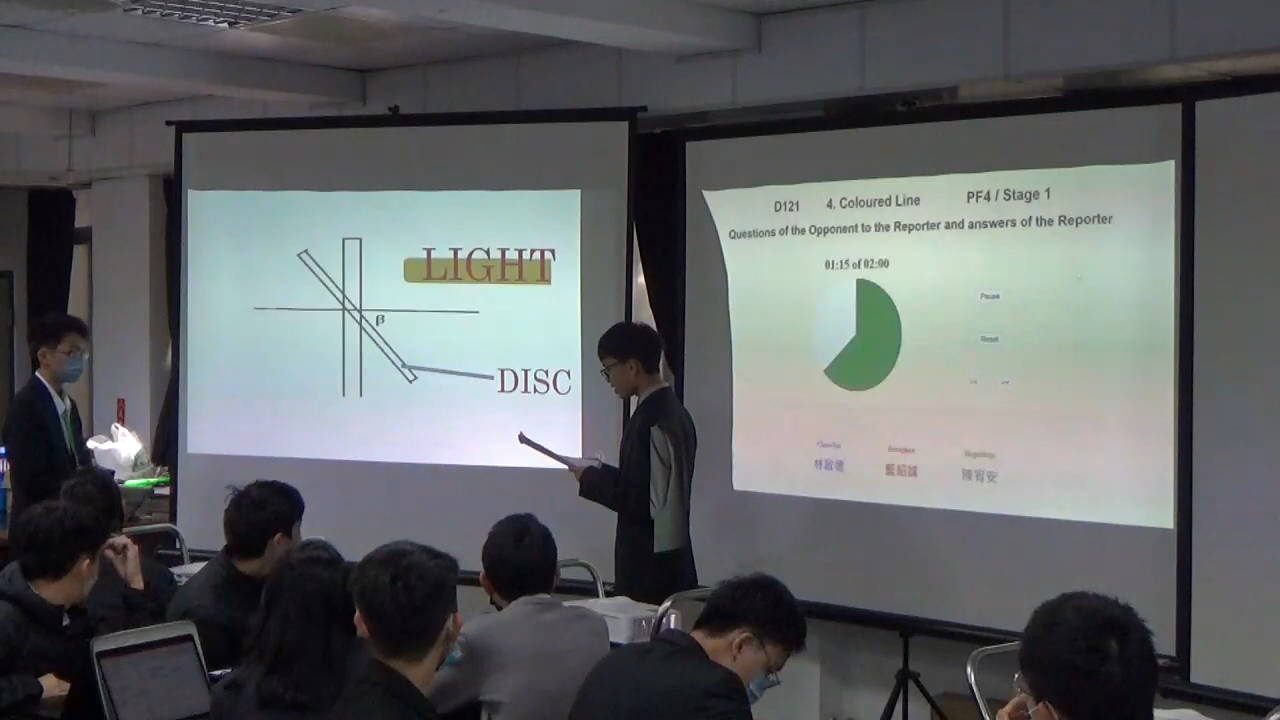 LIGHT
β
DISC
D121 4. Coloured Line PF4 / Stage 1
Questions of the Opponent to the Reporter and answers of the Reporter
01:15 of 02:00
Pause
Reset
林啟德 藍紹誠 陳宥安